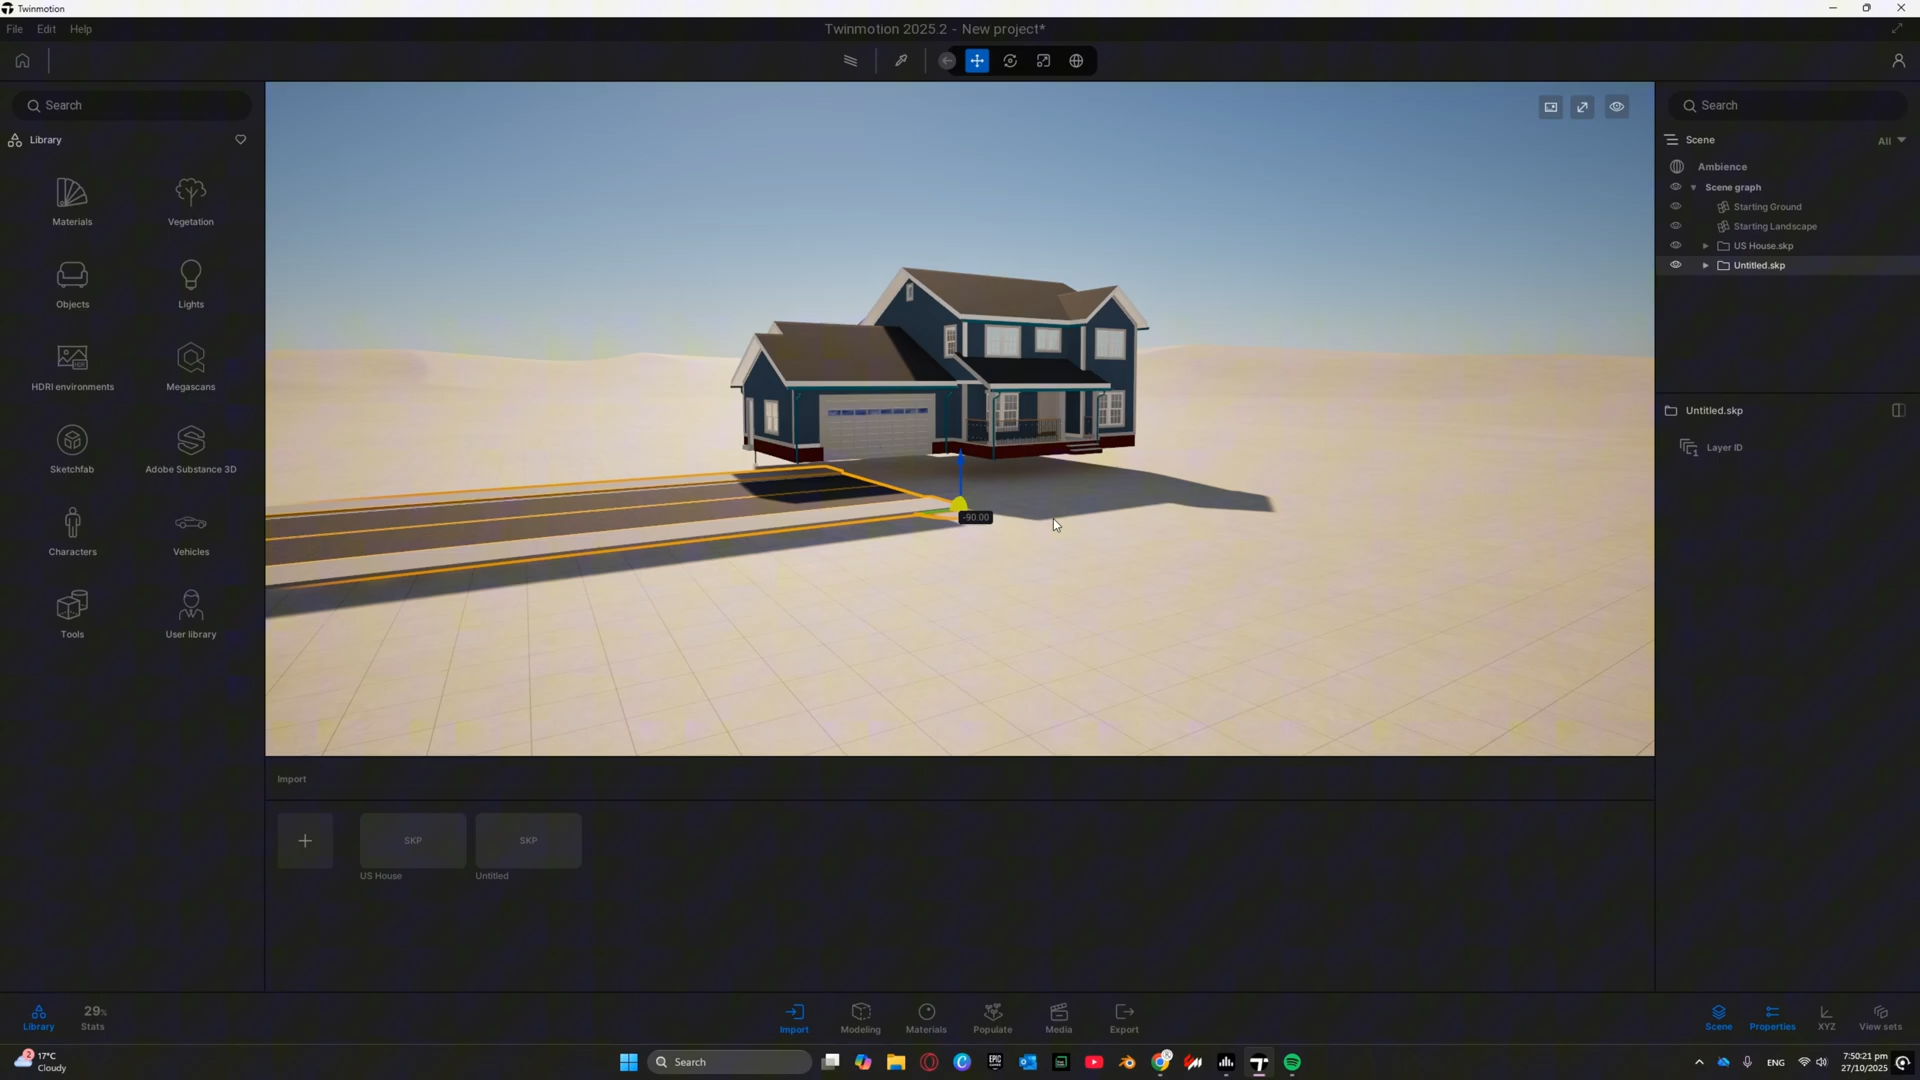 Twinmotion
File Edit Help
Twinmotion 2025.2 - New project*
Search
Library
Materials
Vegetation
Objects
Lights
HDRI environments
Megascans
Sketchfab
Adobe Substance 3D
Characters
Vehicles
Tools
User library
-90.00
Search
Scene
All
Ambience
Scene graph
Starting Ground
Starting Landscape
US House.skp
Untitled.skp
Untitled.skp
Layer ID
Import
SKP
SKP
US House
Untitled
Library
29%
Stats
Import
Modeling
Materials
Populate
Media
Export
Scene
Properties
XYZ
View sets
2
17°C
Cloudy
Search
ENG
7:50:21 pm
27/10/2025